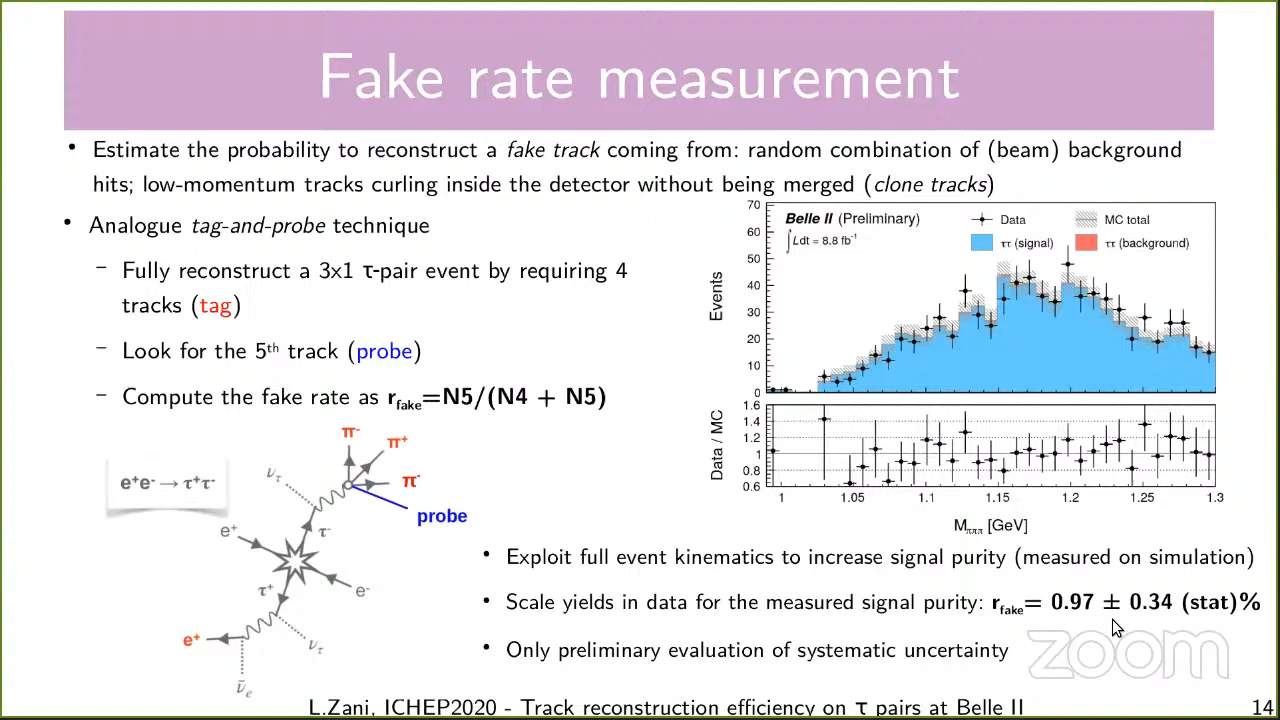 Fake rate measurement
• Estimate the probability to reconstruct a fake track coming from: random combination of (beam) background
hits; low-momentum tracks curling inside the detector without being merged (clone tracks)
• Analogue tag-and-probe technique
– Fully reconstruct a 3x1 τ-pair event by requiring 4
tracks (tag)
– Look for the 5th track (probe)
– Compute the fake rate as rfake=N5/(N4 + N5)
e+e- → τ+τ-
π-
π+
π-
probe
ντ
τ-
e+
e-
τ+
e+
ντ
ν̄e
Belle II (Preliminary)
∫Ldt = 8.8 fb-1
Data
MC total
ττ (signal)
ττ (background)
Events
70
60
50
40
30
20
10
0
Data / MC
1.6
1.4
1.2
1
0.8
0.6
1 1.05 1.1 1.15 1.2 1.25 1.3
Mπππ [GeV]
• Exploit full event kinematics to increase signal purity (measured on simulation)
• Scale yields in data for the measured signal purity: rfake= 0.97 ± 0.34 (stat)%
• Only preliminary evaluation of systematic uncertainty
zoom
L.Zani, ICHEP2020 - Track reconstruction efficiency on τ pairs at Belle II
14